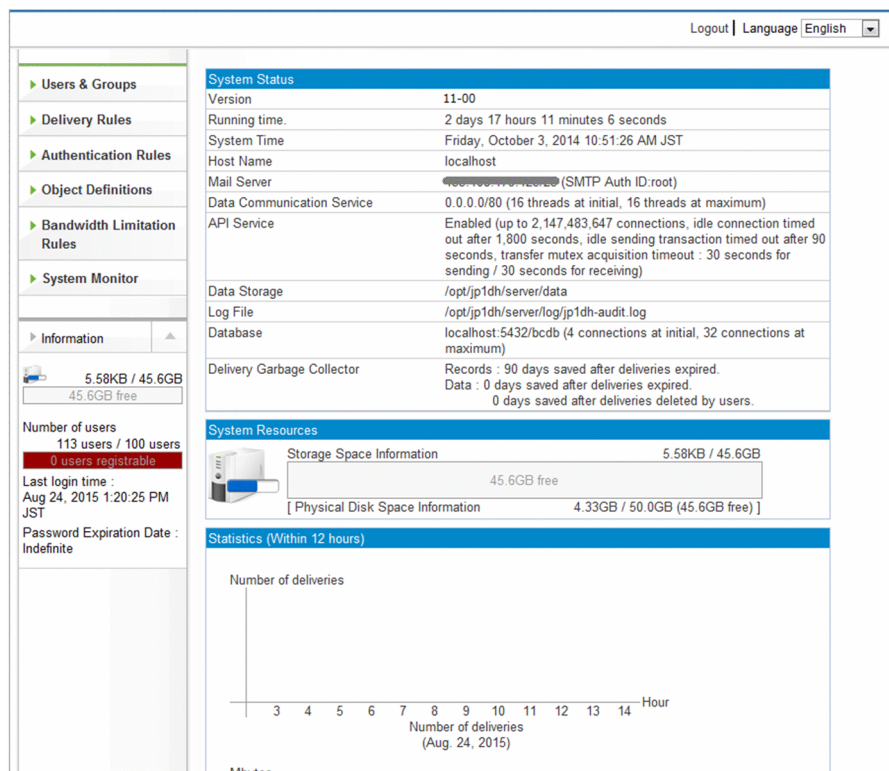 Logout Language English
Users & Groups
Delivery Rules
Authentication Rules
Object Definitions
Bandwidth Limitation
Rules
System Monitor
Information
5.58KB / 45.6GB
45.6GB free
Number of users
113 users / 100 users
0 users registrable
Last login time :
Aug 24, 2015 1:20:25 PM
JST
Password Expiration Date :
Indefinite
System Status
Version 11-00
Running time. 2 days 17 hours 11 minutes 6 seconds
System Time Friday, October 3, 2014 10:51:26 AM JST
Host Name localhost
Mail Server (SMTP Auth ID:root)
Data Communication Service 0.0.0.0/80 (16 threads at initial, 16 threads at maximum)
API Service Enabled (up to 2,147,483,647 connections, idle connection timed
out after 1,800 seconds, idle sending transaction timed out after 90
seconds, transfer mutex acquisition timeout : 30 seconds for
sending / 30 seconds for receiving)
Data Storage /opt/jp1dh/server/data
Log File /opt/jp1dh/server/log/jp1dh-audit.log
Database localhost:5432/bcdb (4 connections at initial, 32 connections at
maximum)
Delivery Garbage Collector Records : 90 days saved after deliveries expired.
Data : 0 days saved after deliveries expired.
0 days saved after deliveries deleted by users.
System Resources
Storage Space Information 5.58KB / 45.6GB
45.6GB free
[ Physical Disk Space Information 4.33GB / 50.0GB (45.6GB free) ]
Statistics (Within 12 hours)
Number of deliveries
Hour
3 4 5 6 7 8 9 10 11 12 13 14
Number of deliveries
(Aug. 24, 2015)